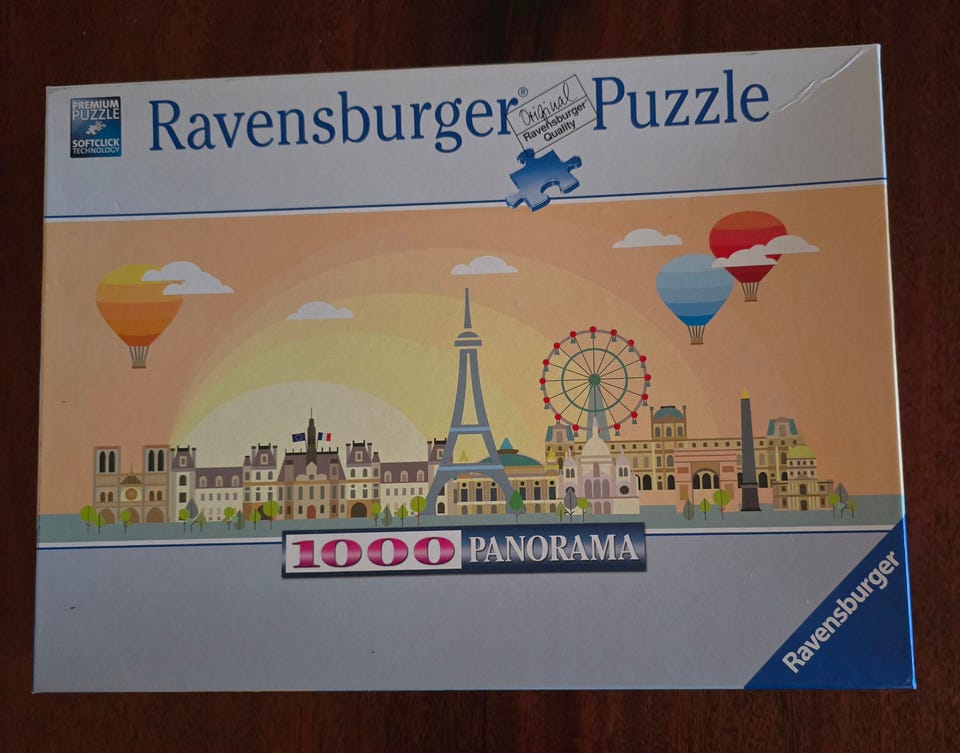 PREMIUM
PUZZLE
SOFTCLICK
TECHNOLOGY
Ravensburger® Puzzle
Original
Ravensburger
Quality
1000 PANORAMA
Ravensburger